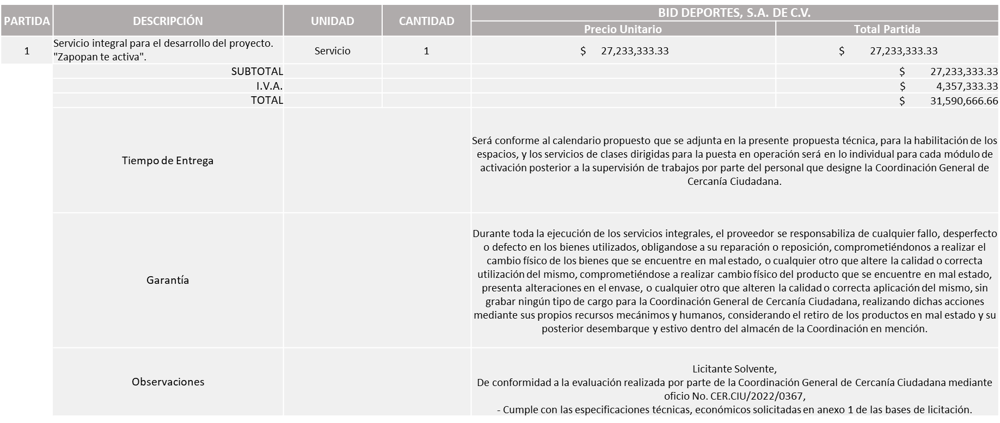 PARTIDA DESCRIPCIÓN UNIDAD CANTIDAD BID DEPORTES, S.A. DE C.V.
Precio Unitario Total Partida
1 Servicio integral para el desarrollo del proyecto.
"Zapopan te activa". Servicio 1 $ 27,233,333.33 $ 27,233,333.33
SUBTOTAL $ 27,233,333.33
I.V.A. $ 4,357,333.33
TOTAL $ 31,590,666.66
Tiempo de Entrega
Será conforme al calendario propuesto que se adjunta en la presente propuesta técnica, para la habilitación de los
espacios, y los servicios de clases dirigidas para la puesta en operación será en lo individual para cada módulo de
activación posterior a la supervisión de trabajos por parte del personal que designe la Coordinación General de
Cercanía Ciudadana.
Garantía
Durante toda la ejecución de los servicios integrales, el proveedor se responsabiliza de cualquier fallo, desperfecto
o defecto en los bienes utilizados, obligandose a su reparación o reposición, comprometiéndonos a realizar el
cambio físico de los bienes que se encuentre en mal estado, o cualquier otro que altere la calidad o correcta
utilización del mismo, comprometiéndose a realizar cambio físico del producto que se encuentre en mal estado,
presenta alteraciones en el envase, o cualquier otro que alteren la calidad o correcta aplicación del mismo, sin
grabar ningún tipo de cargo para la Coordinación General de Cercanía Ciudadana, realizando dichas acciones
mediante sus propios recursos mecánimos y humanos, considerando el retiro de los productos en mal estado y su
posterior desembarque y estivo dentro del almacén de la Coordinación en mención.
Observaciones
Licitante Solvente,
De conformidad a la evaluación realizada por parte de la Coordinación General de Cercanía Ciudadana mediante
oficio No. CER.CIU/2022/0367,
- Cumple con las especificaciones técnicas, económicos solicitadas en anexo 1 de las bases de licitación.